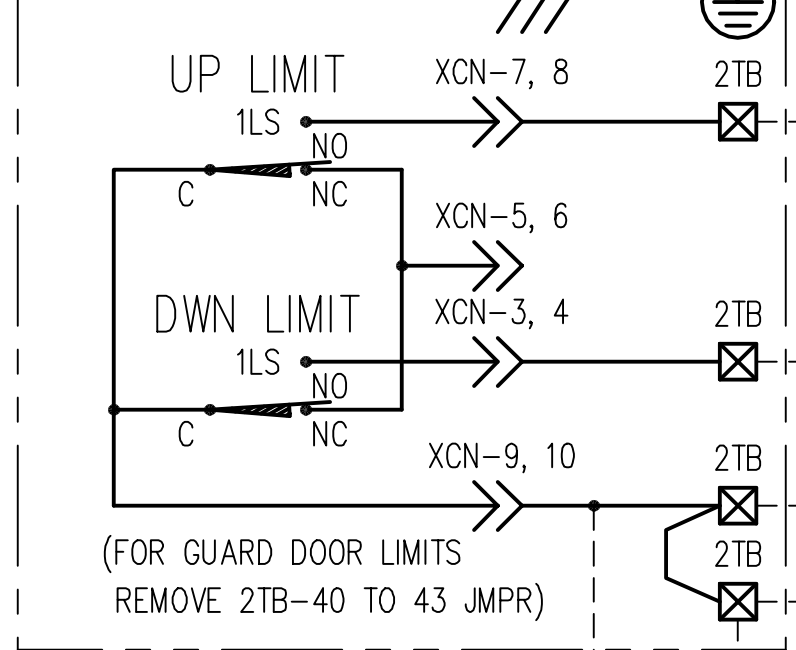 UP LIMIT
XCN-7, 8
2TB
1LS
NO
C
NC
XCN-5, 6
DWN LIMIT
XCN-3, 4
2TB
1LS
NO
C
NC
XCN-9, 10
2TB
(FOR GUARD DOOR LIMITS
2TB
REMOVE 2TB-40 TO 43 JMPR)